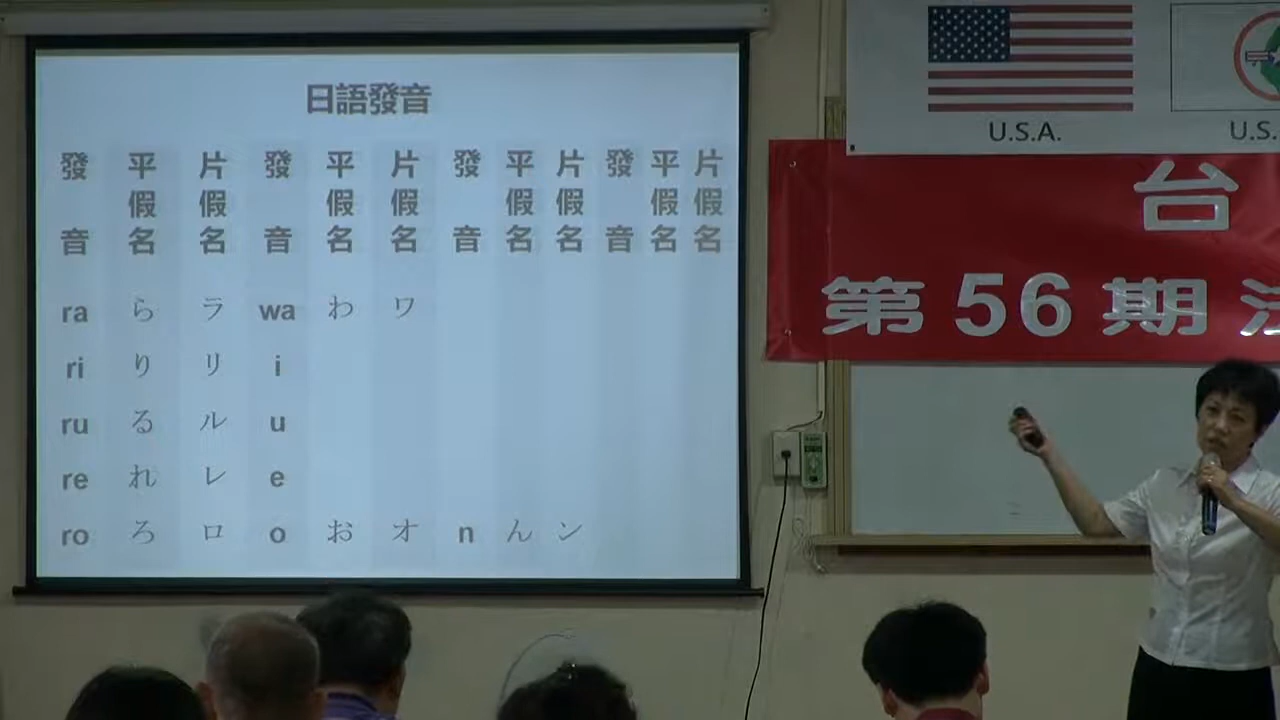 日語發音
發音 平假名 片假名 發音 平假名 片假名 發音 平假名 片假名 發音 平假名 片假名
ra ら ラ wa わ ワ
ri り リ i
ru る ル u
re れ レ e
ro ろ ロ o お オ n ん ン
U.S.A. U.S.
台
第 56 期